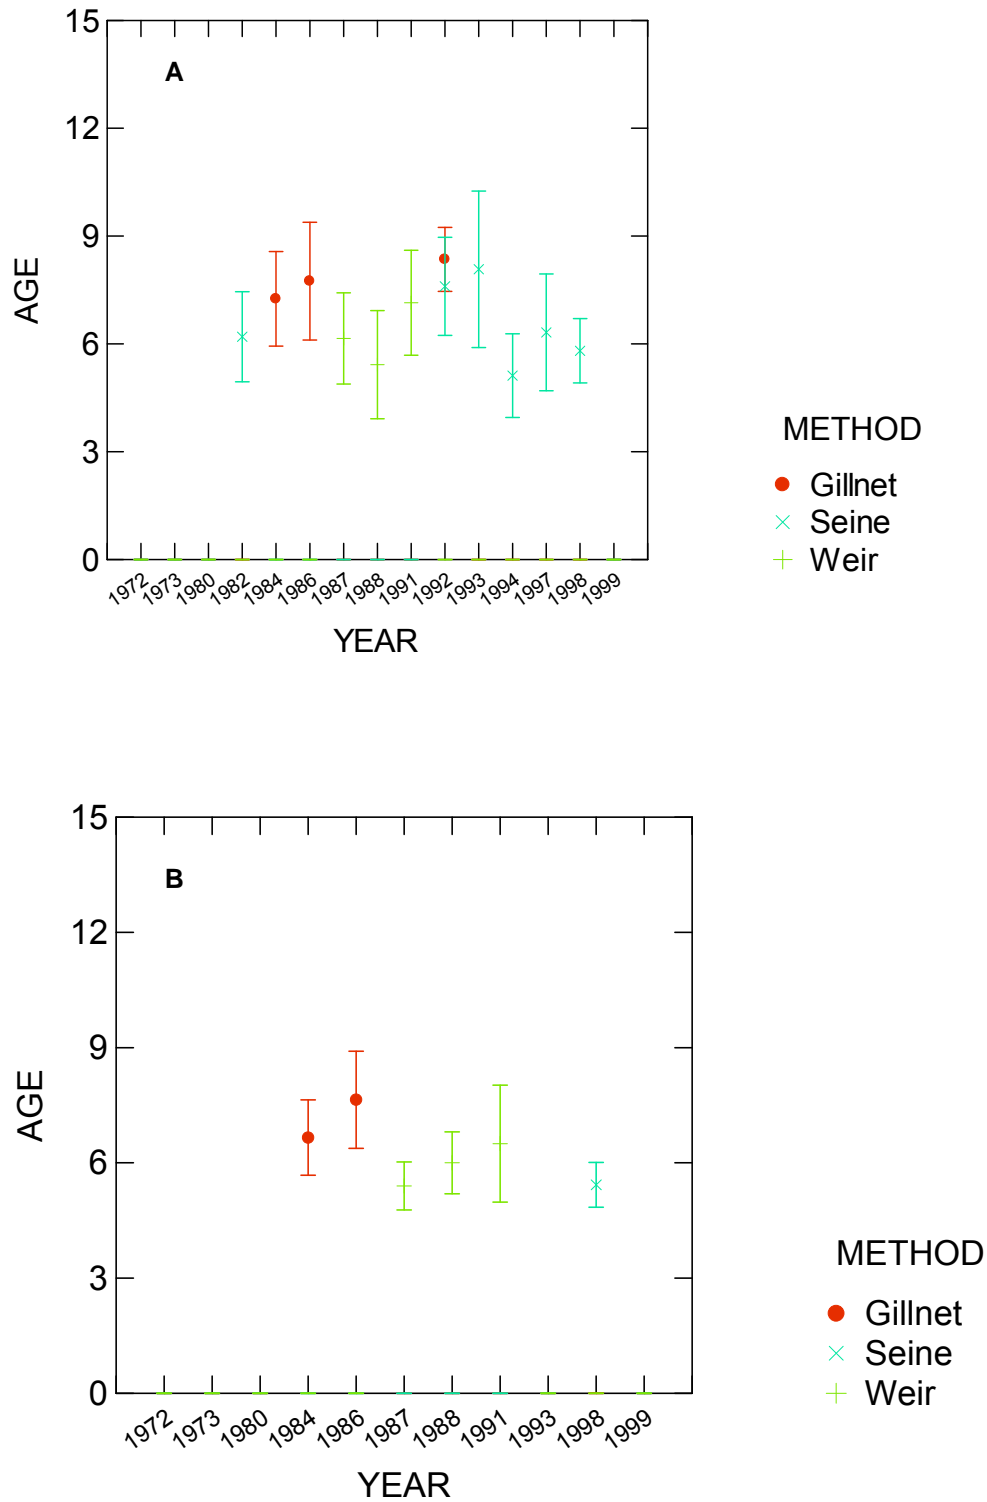 15
A
12
9
AGE
6
3
0
1972 1973 1980 1982 1984 1986 1987 1988 1991 1992 1993 1994 1997 1998 1999
YEAR
METHOD
Gillnet
Seine
Weir
15
B
12
9
AGE
6
3
0
1972 1973 1980 1984 1986 1987 1988 1991 1993 1998 1999
YEAR
METHOD
Gillnet
Seine
Weir